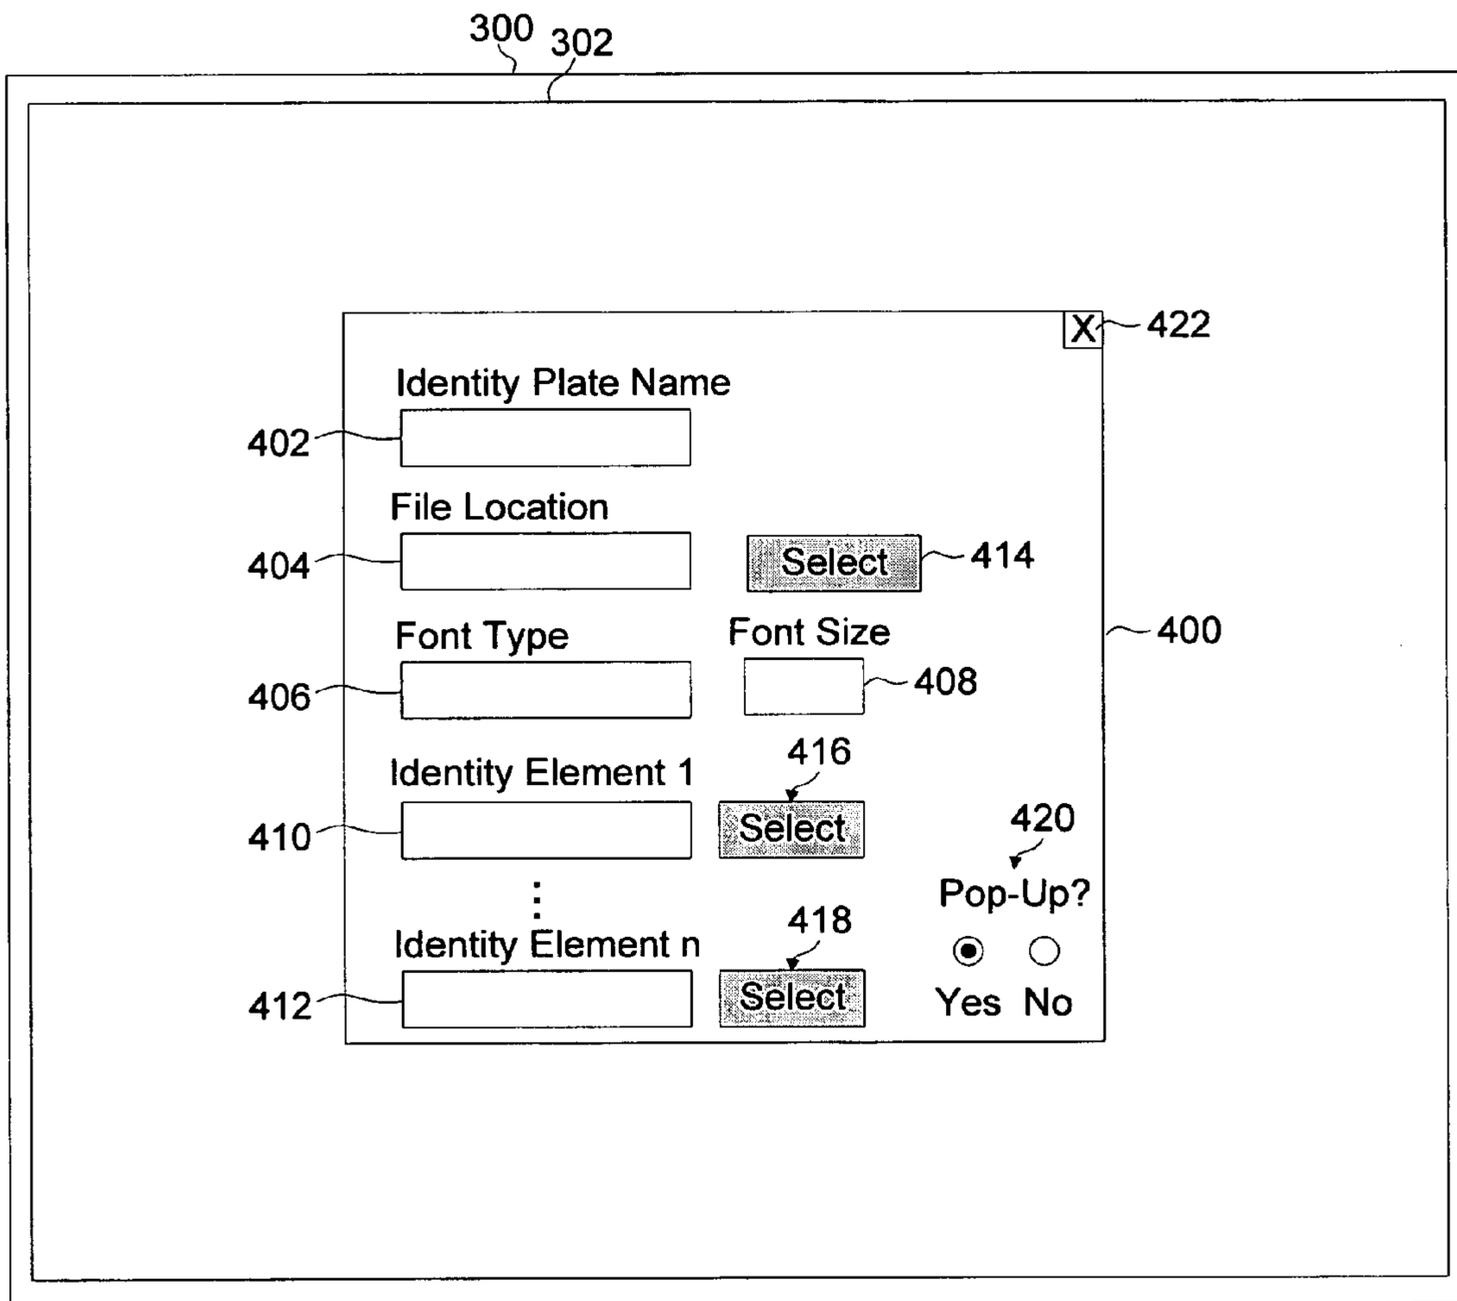 300 302
X 422
Identity Plate Name
402
File Location
404 Select 414
Font Type Font Size 400
406 408
416
Identity Element 1
410 Select 420
Pop-Up?
⋮
418
Identity Element n
412 Select Yes No